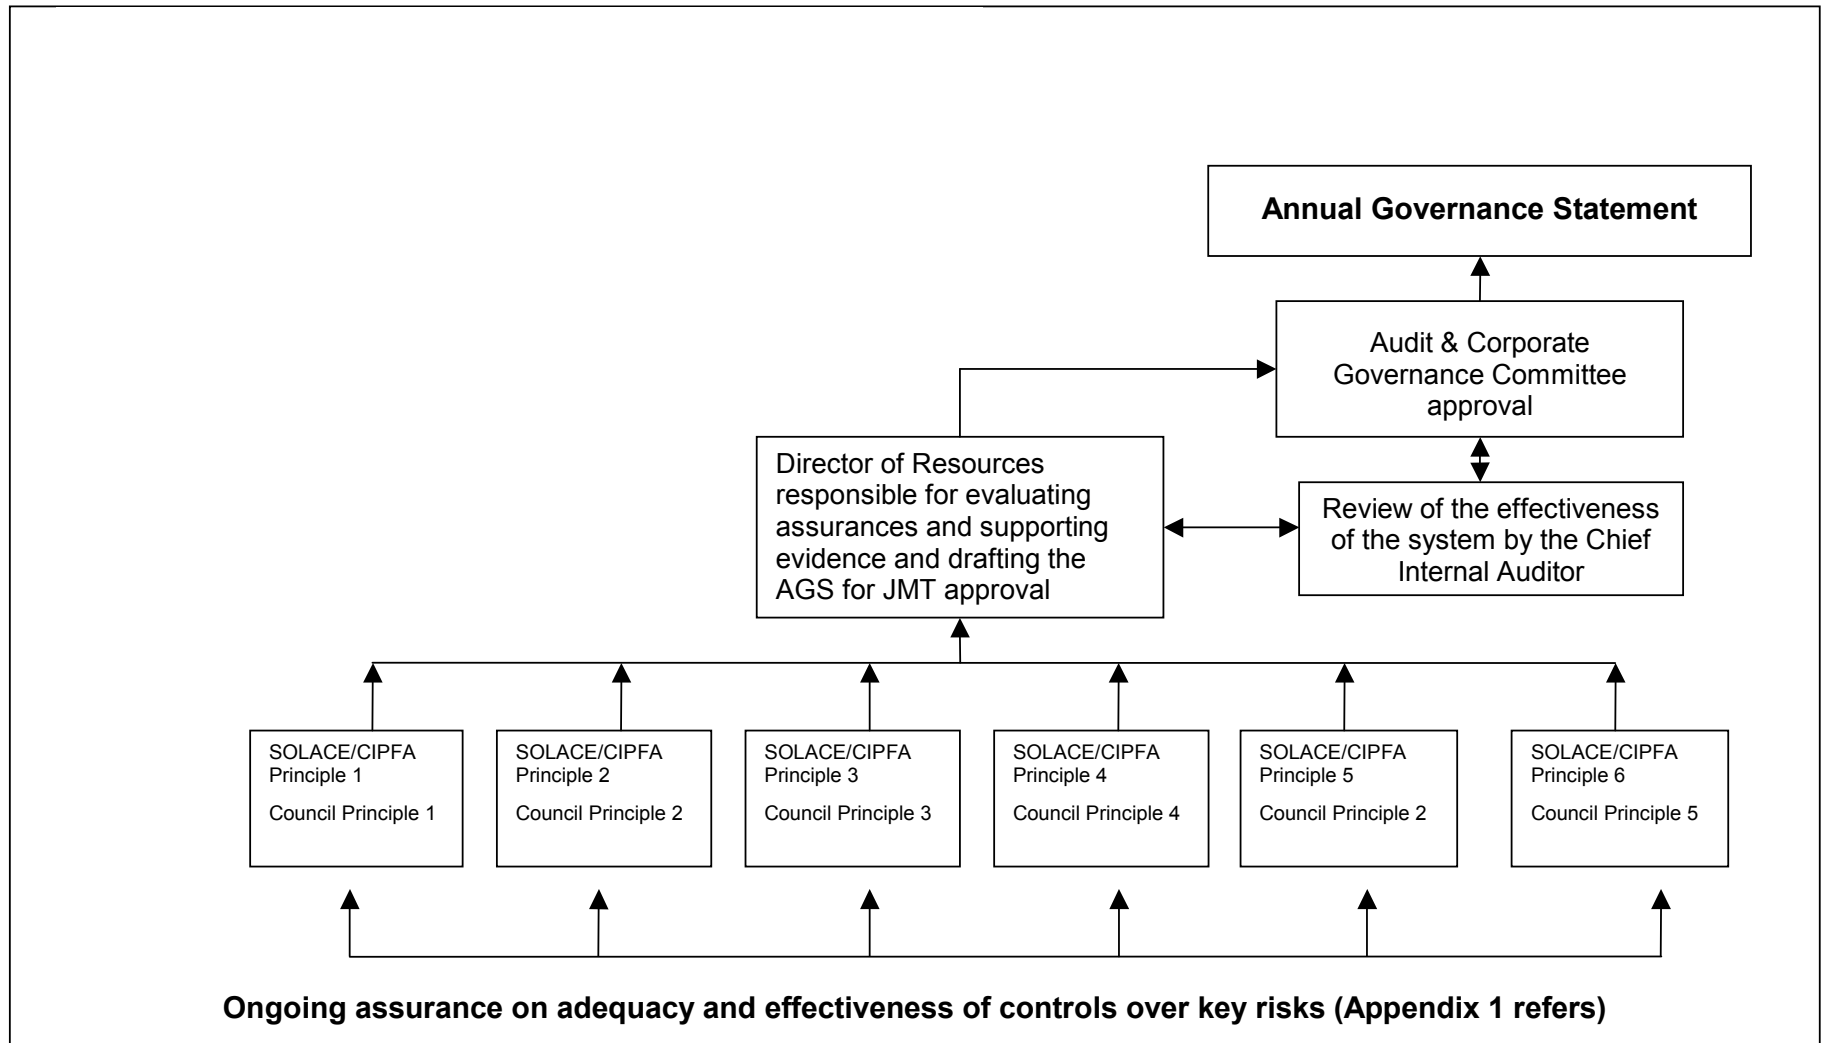 Annual Governance Statement
Audit & Corporate
Governance Committee
approval
Director of Resources
responsible for evaluating
assurances and supporting
evidence and drafting the
AGS for JMT approval
Review of the effectiveness
of the system by the Chief
Internal Auditor
SOLACE/CIPFA
Principle 1
Council Principle 1
SOLACE/CIPFA
Principle 2
Council Principle 2
SOLACE/CIPFA
Principle 3
Council Principle 3
SOLACE/CIPFA
Principle 4
Council Principle 4
SOLACE/CIPFA
Principle 5
Council Principle 2
SOLACE/CIPFA
Principle 6
Council Principle 5
Ongoing assurance on adequacy and effectiveness of controls over key risks (Appendix 1 refers)